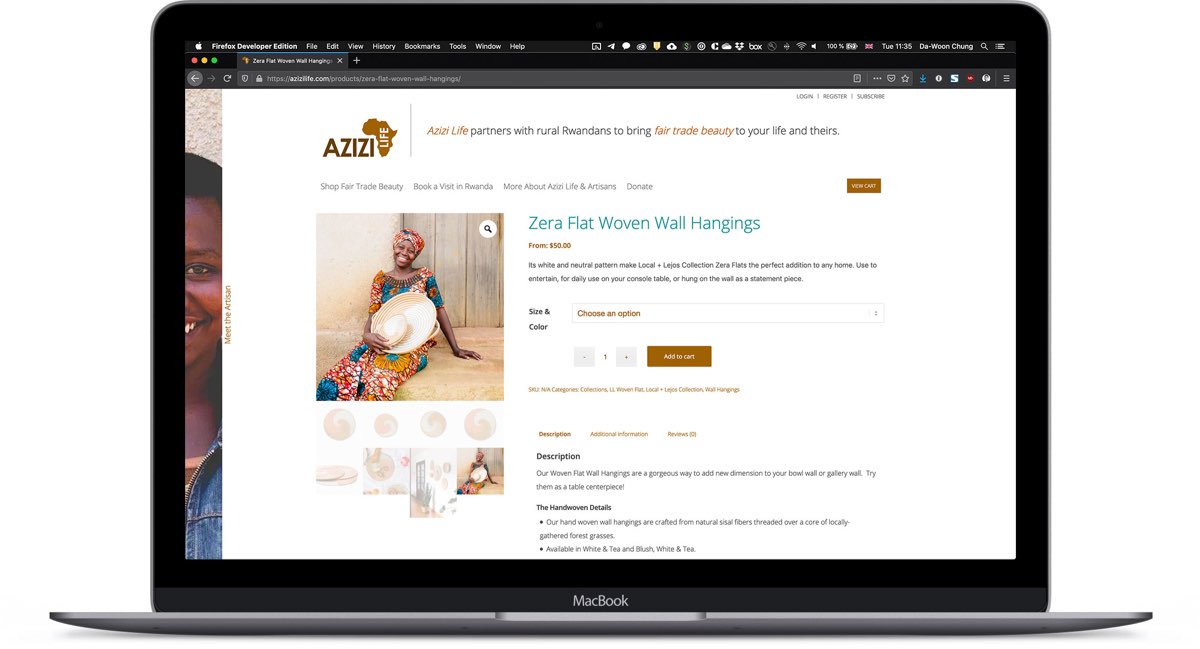 Firefox Developer Edition File Edit View History Bookmarks Tools Window Help box 100 % Tue 11:35 Da-Woon Chung
Zera Flat Woven Wall Hangings
https://azizilife.com/products/zera-flat-woven-wall-hangings/
LOGIN | REGISTER | SUBSCRIBE
AZIZI LIFE
Azizi Life partners with rural Rwandans to bring fair trade beauty to your life and theirs.
Shop Fair Trade Beauty Book a Visit in Rwanda More About Azizi Life & Artisans Donate VIEW CART
Meet the Artisan
Zera Flat Woven Wall Hangings
From: $50.00
Its white and neutral pattern make Local + Lejos Collection Zera Flats the perfect addition to any home. Use to
entertain, for daily use on your console table, or hung on the wall as a statement piece.
Size &
Color
Choose an option
- 1 + Add to cart
SKU: N/A Categories: Collections, LL Woven Flat, Local + Lejos Collection, Wall Hangings
Description Additional information Reviews (0)
Description
Our Woven Flat Wall Hangings are a gorgeous way to add new dimension to your bowl wall or gallery wall. Try
them as a table centerpiece!
The Handwoven Details
• Our hand woven wall hangings are crafted from natural sisal fibers threaded over a core of locally-
gathered forest grasses.
• Available in White & Tea and Blush, White & Tea.
MacBook